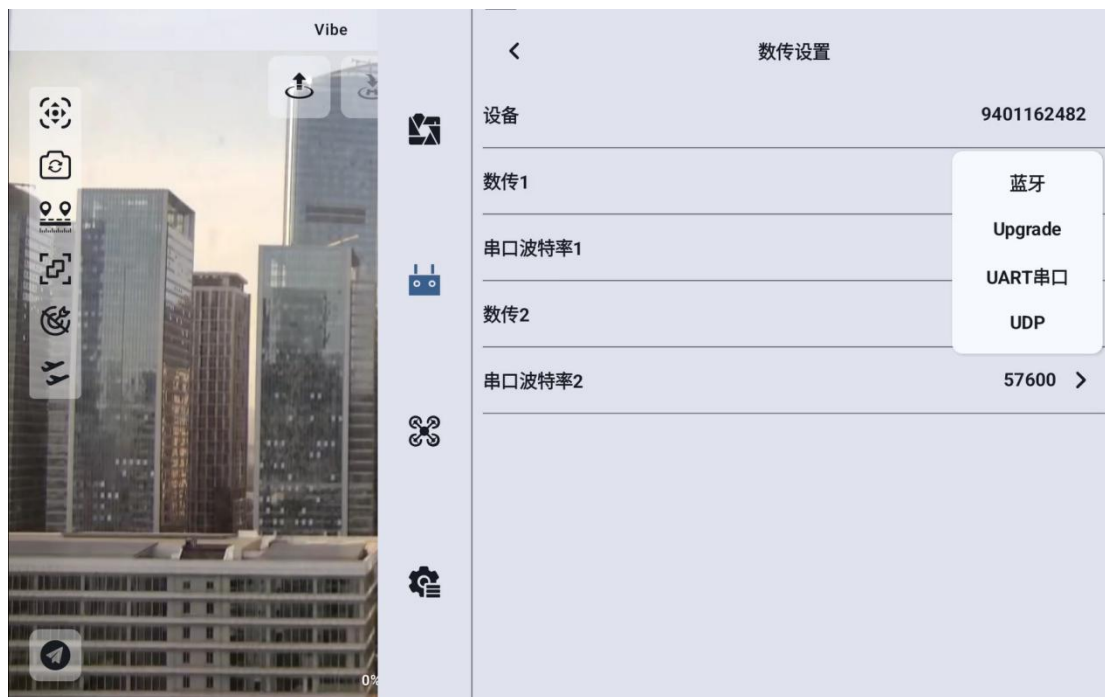 Vibe
数传设置
设备 9401162482
数传1
串口波特率1
数传2
串口波特率2 57600
蓝牙
Upgrade
UART串口
UDP
0%